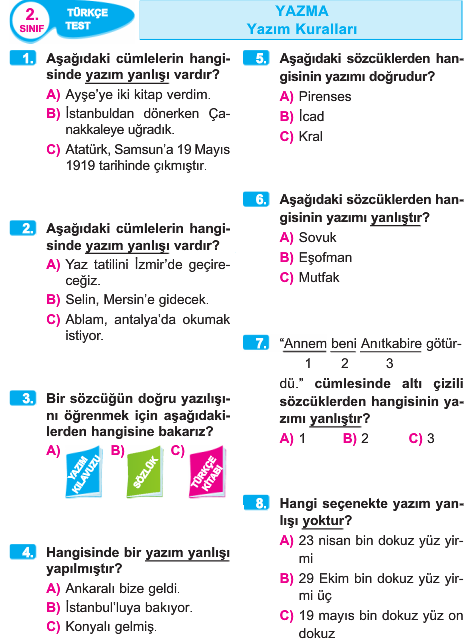 2.
SINIF
TÜRKÇE
TEST
YAZMA
Yazım Kuralları
1. Aşağıdaki cümlelerin hangi-
sinde yazım yanlışı vardır?
A) Ayşe'ye iki kitap verdim.
B) İstanbuldan dönerken Ça-
nakkaleye uğradık.
C) Atatürk, Samsun'a 19 Mayıs
1919 tarihinde çıkmıştır.
2. Aşağıdaki cümlelerin hangi-
sinde yazım yanlışı vardır?
A) Yaz tatilini İzmir'de geçire-
ceğiz.
B) Selin, Mersin'e gidecek.
C) Ablam, antalya'da okumak
istiyor.
3. Bir sözcüğün doğru yazılışı-
nı öğrenmek için aşağıdaki-
lerden hangisine bakarız?
A) YAZIM KILAVUZU B) SÖZLÜK C) TÜRKÇE KİTABI
4. Hangisinde bir yazım yanlışı
yapılmıştır?
A) Ankaralı bize geldi.
B) İstanbul'luya bakıyor.
C) Konyalı gelmiş.
5. Aşağıdaki sözcüklerden han-
gisinin yazımı doğrudur?
A) Pirenses
B) İcad
C) Kral
6. Aşağıdaki sözcüklerden han-
gisinin yazımı yanlıştır?
A) Sovuk
B) Eşofman
C) Mutfak
7. "Annem beni Anıtkabire götür-
1 2 3
dü." cümlesinde altı çizili
sözcüklerden hangisinin ya-
zımı yanlıştır?
A) 1 B) 2 C) 3
8. Hangi seçenekte yazım yan-
lışı yoktur?
A) 23 nisan bin dokuz yüz yir-
mi
B) 29 Ekim bin dokuz yüz yir-
mi üç
C) 19 mayıs bin dokuz yüz on
dokuz